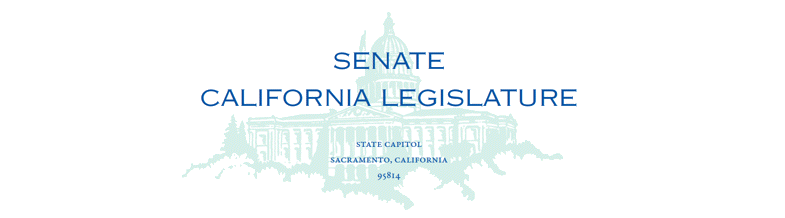 SENATE
CALIFORNIA LEGISLATURE
STATE CAPITOL
SACRAMENTO, CALIFORNIA
95814